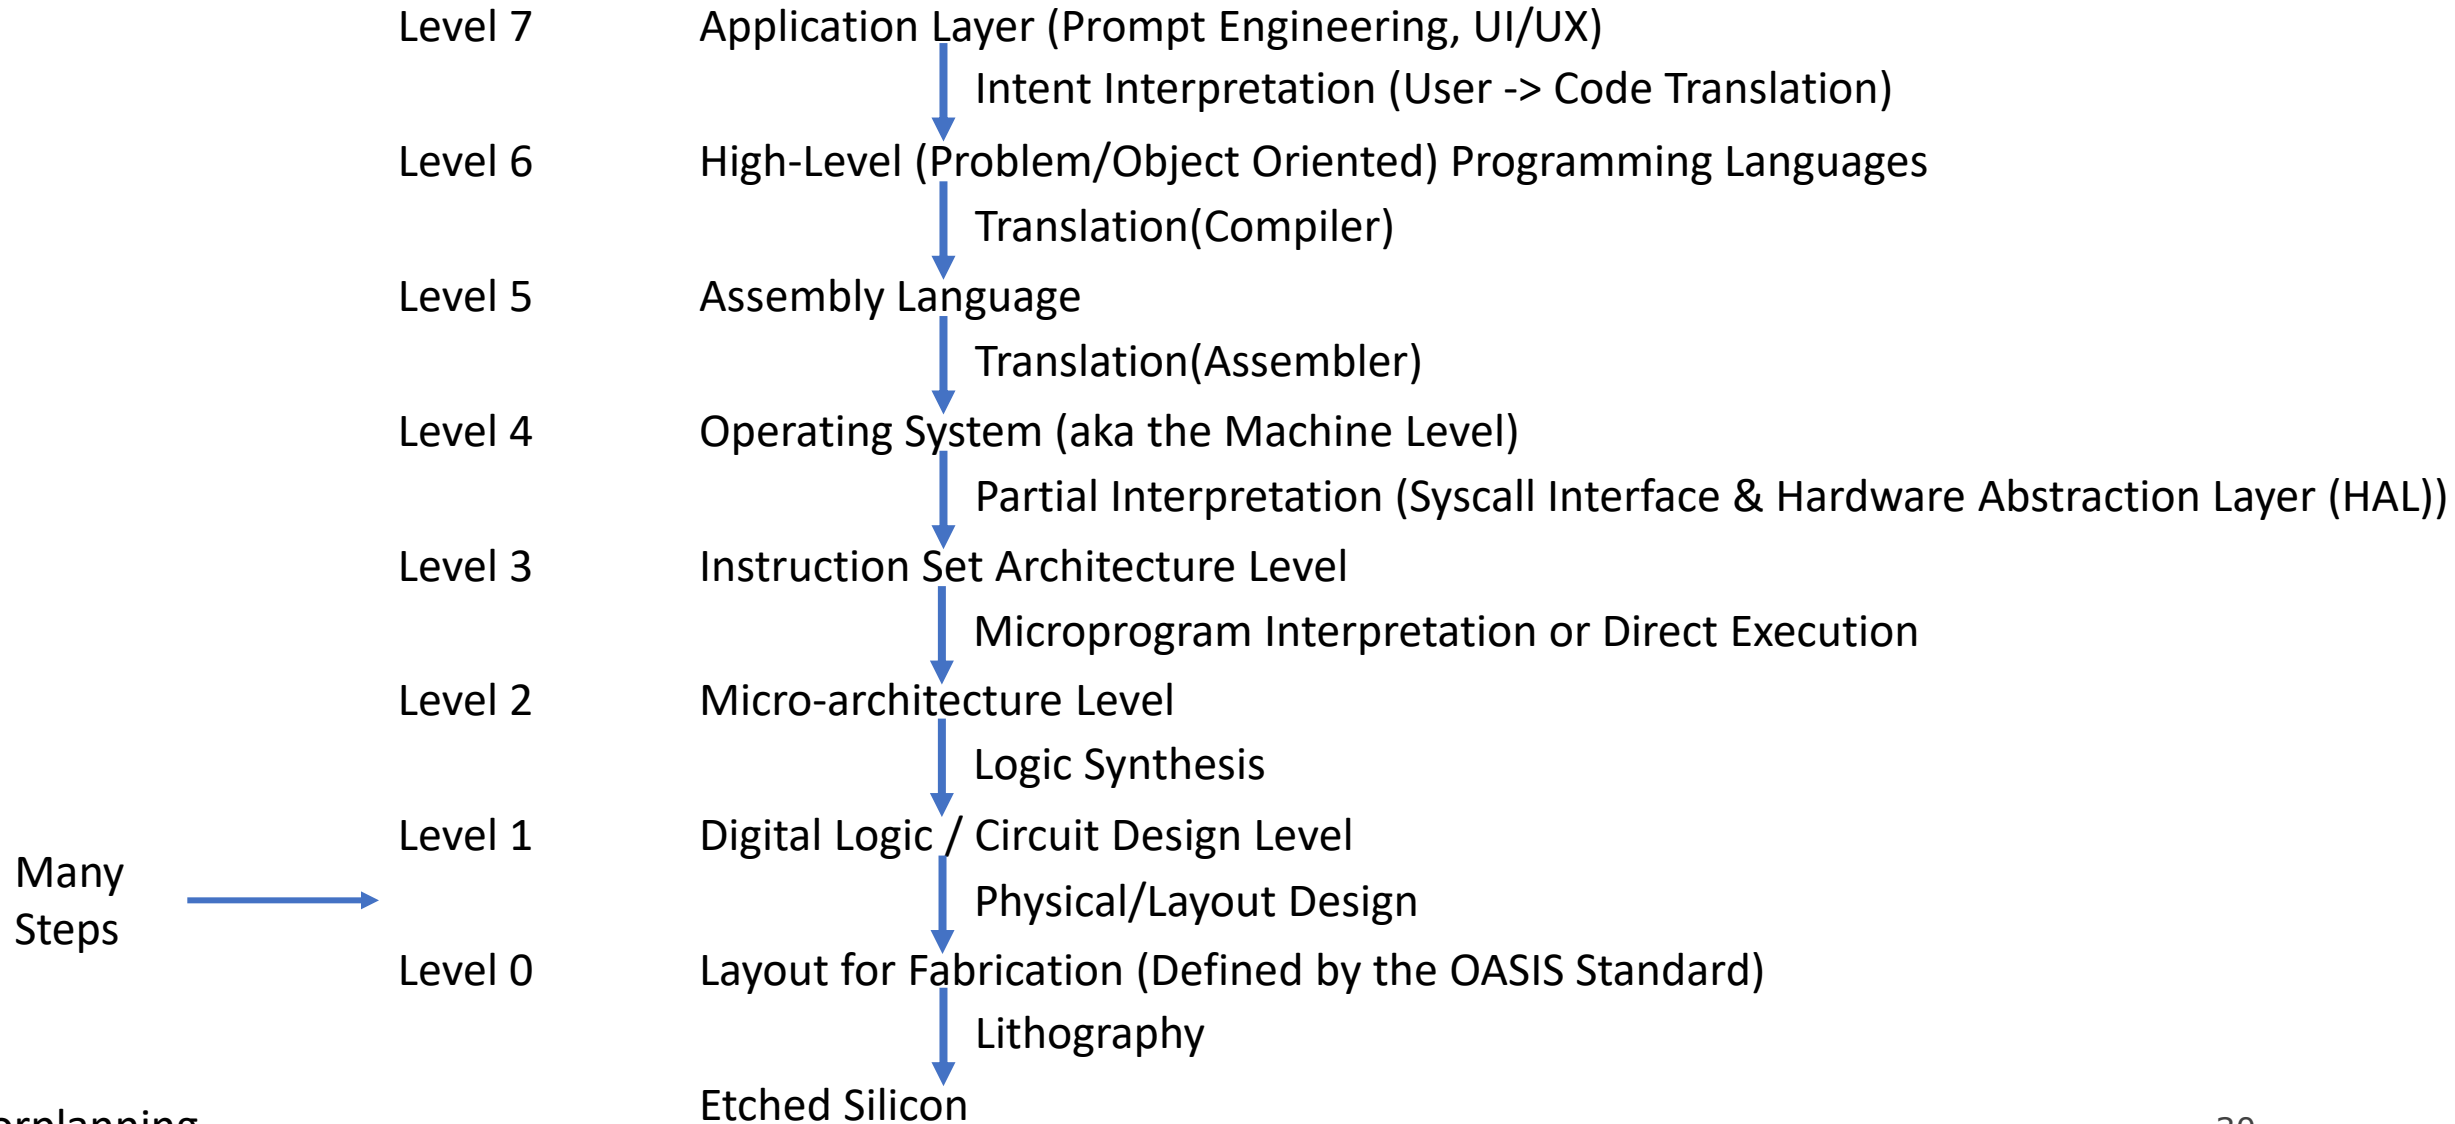 Level 7 Application Layer (Prompt Engineering, UI/UX)
Intent Interpretation (User -> Code Translation)
Level 6 High-Level (Problem/Object Oriented) Programming Languages
Translation(Compiler)
Level 5 Assembly Language
Translation(Assembler)
Level 4 Operating System (aka the Machine Level)
Partial Interpretation (Syscall Interface & Hardware Abstraction Layer (HAL))
Level 3 Instruction Set Architecture Level
Microprogram Interpretation or Direct Execution
Level 2 Micro-architecture Level
Logic Synthesis
Level 1 Digital Logic / Circuit Design Level
Many
Steps
Physical/Layout Design
Level 0 Layout for Fabrication (Defined by the OASIS Standard)
Lithography
Etched Silicon